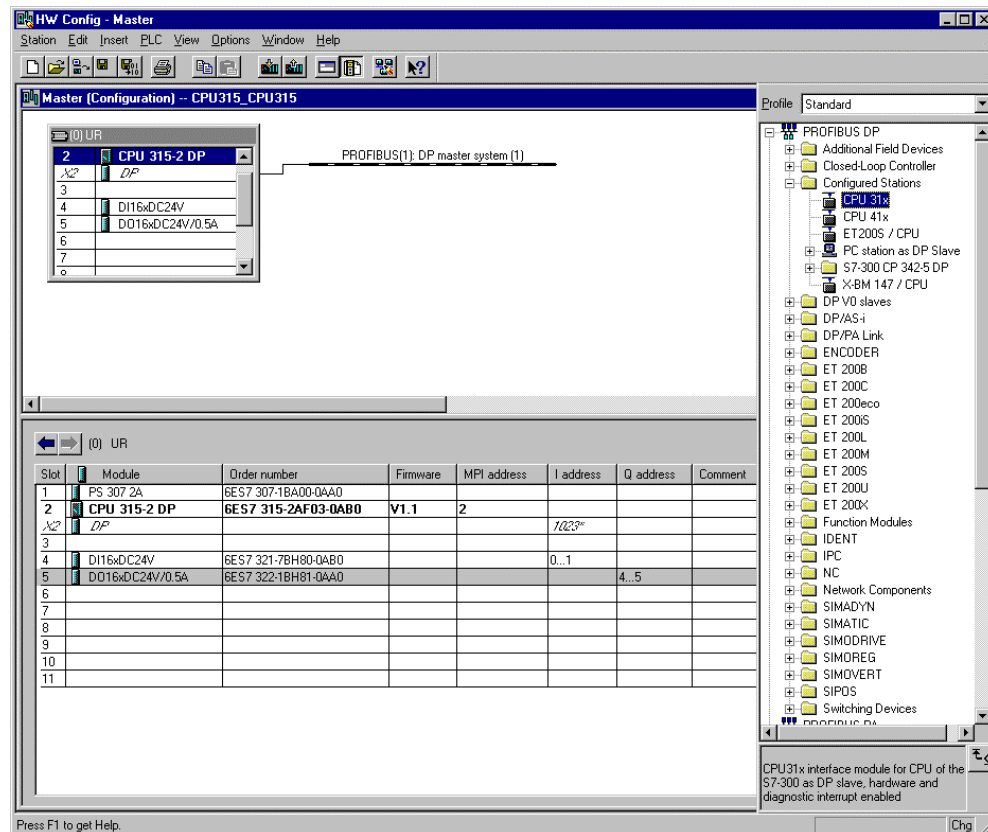 HW Config - Master
Station Edit Insert PLC View Options Window Help
Master (Configuration) -- CPU315_CPU315
(0) UR
2 CPU 315-2 DP
X2 DP
3
4 DI16xDC24V
5 DO16xDC24V/0.5A
6
7
PROFIBUS(1): DP master system (1)
(0) UR
Slot Module Order number Firmware MPI address I address Q address Comment
1 PS 307 2A 6ES7 307-1BA00-0AA0
2 CPU 315-2 DP 6ES7 315-2AF03-0AB0 V1.1 2
X2 DP 1023*
3
4 DI16xDC24V 6ES7 321-7BH80-0AB0 0...1
5 DO16xDC24V/0.5A 6ES7 322-1BH81-0AA0 4...5
6
7
8
9
10
11
Profile Standard
PROFIBUS DP
Additional Field Devices
Closed-Loop Controller
Configured Stations
CPU 31x
CPU 41x
ET200S / CPU
PC station as DP Slave
S7-300 CP 342-5 DP
X-BM 147 / CPU
DP V0 slaves
DP/AS-i
DP/PA Link
ENCODER
ET 200B
ET 200C
ET 200eco
ET 200iS
ET 200L
ET 200M
ET 200S
ET 200U
ET 200X
Function Modules
IDENT
IPC
NC
Network Components
SIMADYN
SIMATIC
SIMODRIVE
SIMOREG
SIMOVERT
SIPOS
Switching Devices
PROFIBUS-PA
CPU31x interface module for CPU of the
S7-300 as DP slave, hardware and
diagnostic interrupt enabled
Press F1 to get Help.
Chg